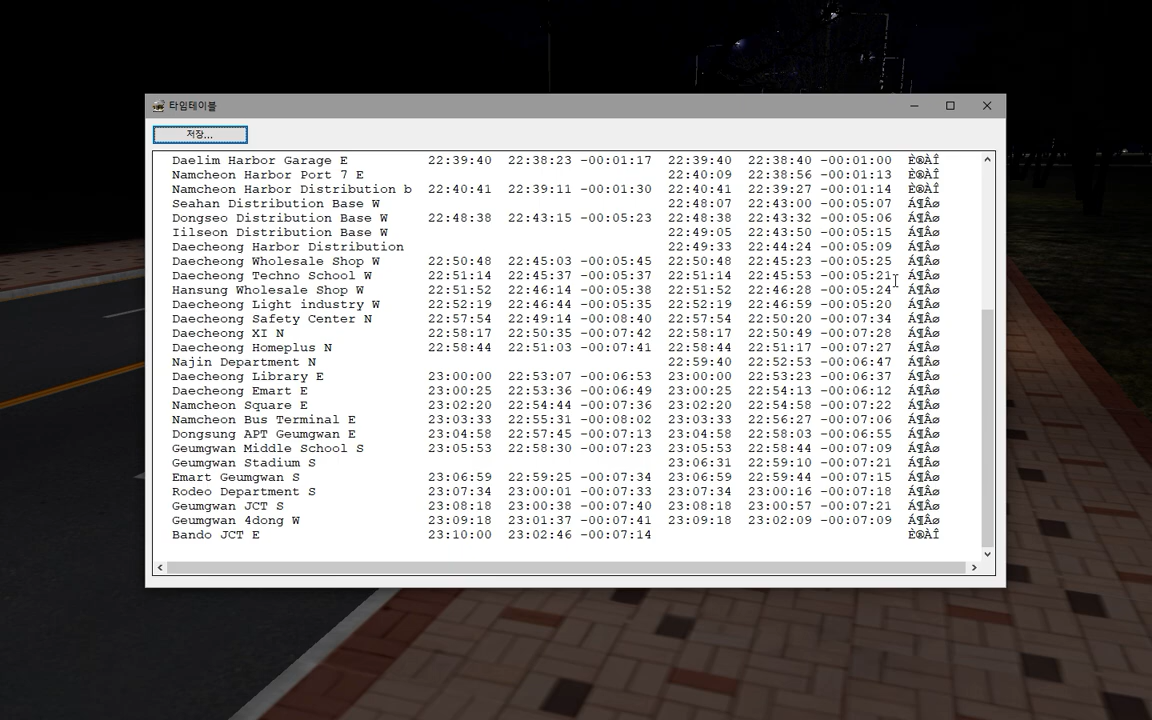 타임테이블
저장...
Daelim Harbor Garage E 22:39:40 22:38:23 -00:01:17 22:39:40 22:38:40 -00:01:00 È®ÀÎ
Namcheon Harbor Port 7 E 22:40:09 22:38:56 -00:01:13 È®ÀÎ
Namcheon Harbor Distribution b 22:40:41 22:39:11 -00:01:30 22:40:41 22:39:27 -00:01:14 È®ÀÎ
Seahan Distribution Base W 22:48:07 22:43:00 -00:05:07 Á¶Âø
Dongseo Distribution Base W 22:48:38 22:43:15 -00:05:23 22:48:38 22:43:32 -00:05:06 Á¶Âø
Iilseon Distribution Base W 22:49:05 22:43:50 -00:05:15 Á¶Âø
Daecheong Harbor Distribution 22:49:33 22:44:24 -00:05:09 Á¶Âø
Daecheong Wholesale Shop W 22:50:48 22:45:03 -00:05:45 22:50:48 22:45:23 -00:05:25 Á¶Âø
Daecheong Techno School W 22:51:14 22:45:37 -00:05:37 22:51:14 22:45:53 -00:05:21 Á¶Âø
Hansung Wholesale Shop W 22:51:52 22:46:14 -00:05:38 22:51:52 22:46:28 -00:05:24 Á¶Âø
Daecheong Light industry W 22:52:19 22:46:44 -00:05:35 22:52:19 22:46:59 -00:05:20 Á¶Âø
Daecheong Safety Center N 22:57:54 22:49:14 -00:08:40 22:57:54 22:50:20 -00:07:34 Á¶Âø
Daecheong XI N 22:58:17 22:50:35 -00:07:42 22:58:17 22:50:49 -00:07:28 Á¶Âø
Daecheong Homeplus N 22:58:44 22:51:03 -00:07:41 22:58:44 22:51:17 -00:07:27 Á¶Âø
Najin Department N 22:59:40 22:52:53 -00:06:47 Á¶Âø
Daecheong Library E 23:00:00 22:53:07 -00:06:53 23:00:00 22:53:23 -00:06:37 Á¶Âø
Daecheong Emart E 23:00:25 22:53:36 -00:06:49 23:00:25 22:54:13 -00:06:12 Á¶Âø
Namcheon Square E 23:02:20 22:54:44 -00:07:36 23:02:20 22:54:58 -00:07:22 Á¶Âø
Namcheon Bus Terminal E 23:03:33 22:55:31 -00:08:02 23:03:33 22:56:27 -00:07:06 Á¶Âø
Dongsung APT Geumgwan E 23:04:58 22:57:45 -00:07:13 23:04:58 22:58:03 -00:06:55 Á¶Âø
Geumgwan Middle School S 23:05:53 22:58:30 -00:07:23 23:05:53 22:58:44 -00:07:09 Á¶Âø
Geumgwan Stadium S 23:06:31 22:59:10 -00:07:21 Á¶Âø
Emart Geumgwan S 23:06:59 22:59:25 -00:07:34 23:06:59 22:59:44 -00:07:15 Á¶Âø
Rodeo Department S 23:07:34 23:00:01 -00:07:33 23:07:34 23:00:16 -00:07:18 Á¶Âø
Geumgwan JCT S 23:08:18 23:00:38 -00:07:40 23:08:18 23:00:57 -00:07:21 Á¶Âø
Geumgwan 4dong W 23:09:18 23:01:37 -00:07:41 23:09:18 23:02:09 -00:07:09 Á¶Âø
Bando JCT E 23:10:00 23:02:46 -00:07:14 È®ÀÎ